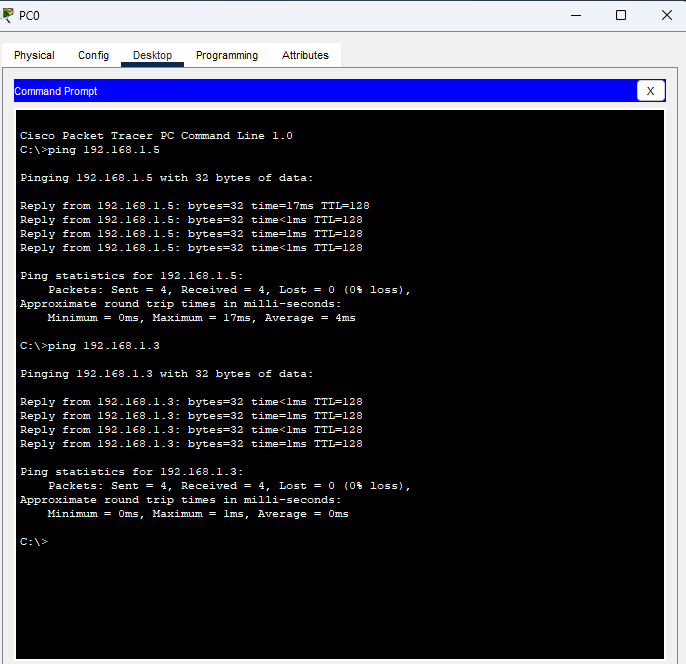 PC0
Physical Config Desktop Programming Attributes
Command Prompt X
Cisco Packet Tracer PC Command Line 1.0
C:\>ping 192.168.1.5
Pinging 192.168.1.5 with 32 bytes of data:
Reply from 192.168.1.5: bytes=32 time=17ms TTL=128
Reply from 192.168.1.5: bytes=32 time<1ms TTL=128
Reply from 192.168.1.5: bytes=32 time=1ms TTL=128
Reply from 192.168.1.5: bytes=32 time<1ms TTL=128
Ping statistics for 192.168.1.5:
Packets: Sent = 4, Received = 4, Lost = 0 (0% loss),
Approximate round trip times in milli-seconds:
Minimum = 0ms, Maximum = 17ms, Average = 4ms
C:\>ping 192.168.1.3
Pinging 192.168.1.3 with 32 bytes of data:
Reply from 192.168.1.3: bytes=32 time<1ms TTL=128
Reply from 192.168.1.3: bytes=32 time=1ms TTL=128
Reply from 192.168.1.3: bytes=32 time<1ms TTL=128
Reply from 192.168.1.3: bytes=32 time=1ms TTL=128
Ping statistics for 192.168.1.3:
Packets: Sent = 4, Received = 4, Lost = 0 (0% loss),
Approximate round trip times in milli-seconds:
Minimum = 0ms, Maximum = 1ms, Average = 0ms
C:\>